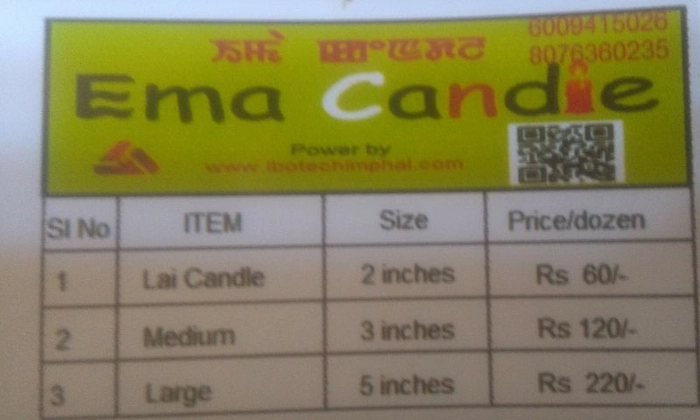 8076360235
Ema Candle
Power by
www.ibotechimphal.com
Sl No ITEM Size Price/dozen
1 Lai Candle 2 inches Rs 60/-
2 Medium 3 inches Rs 120/-
3 Large 5 inches Rs 220/-